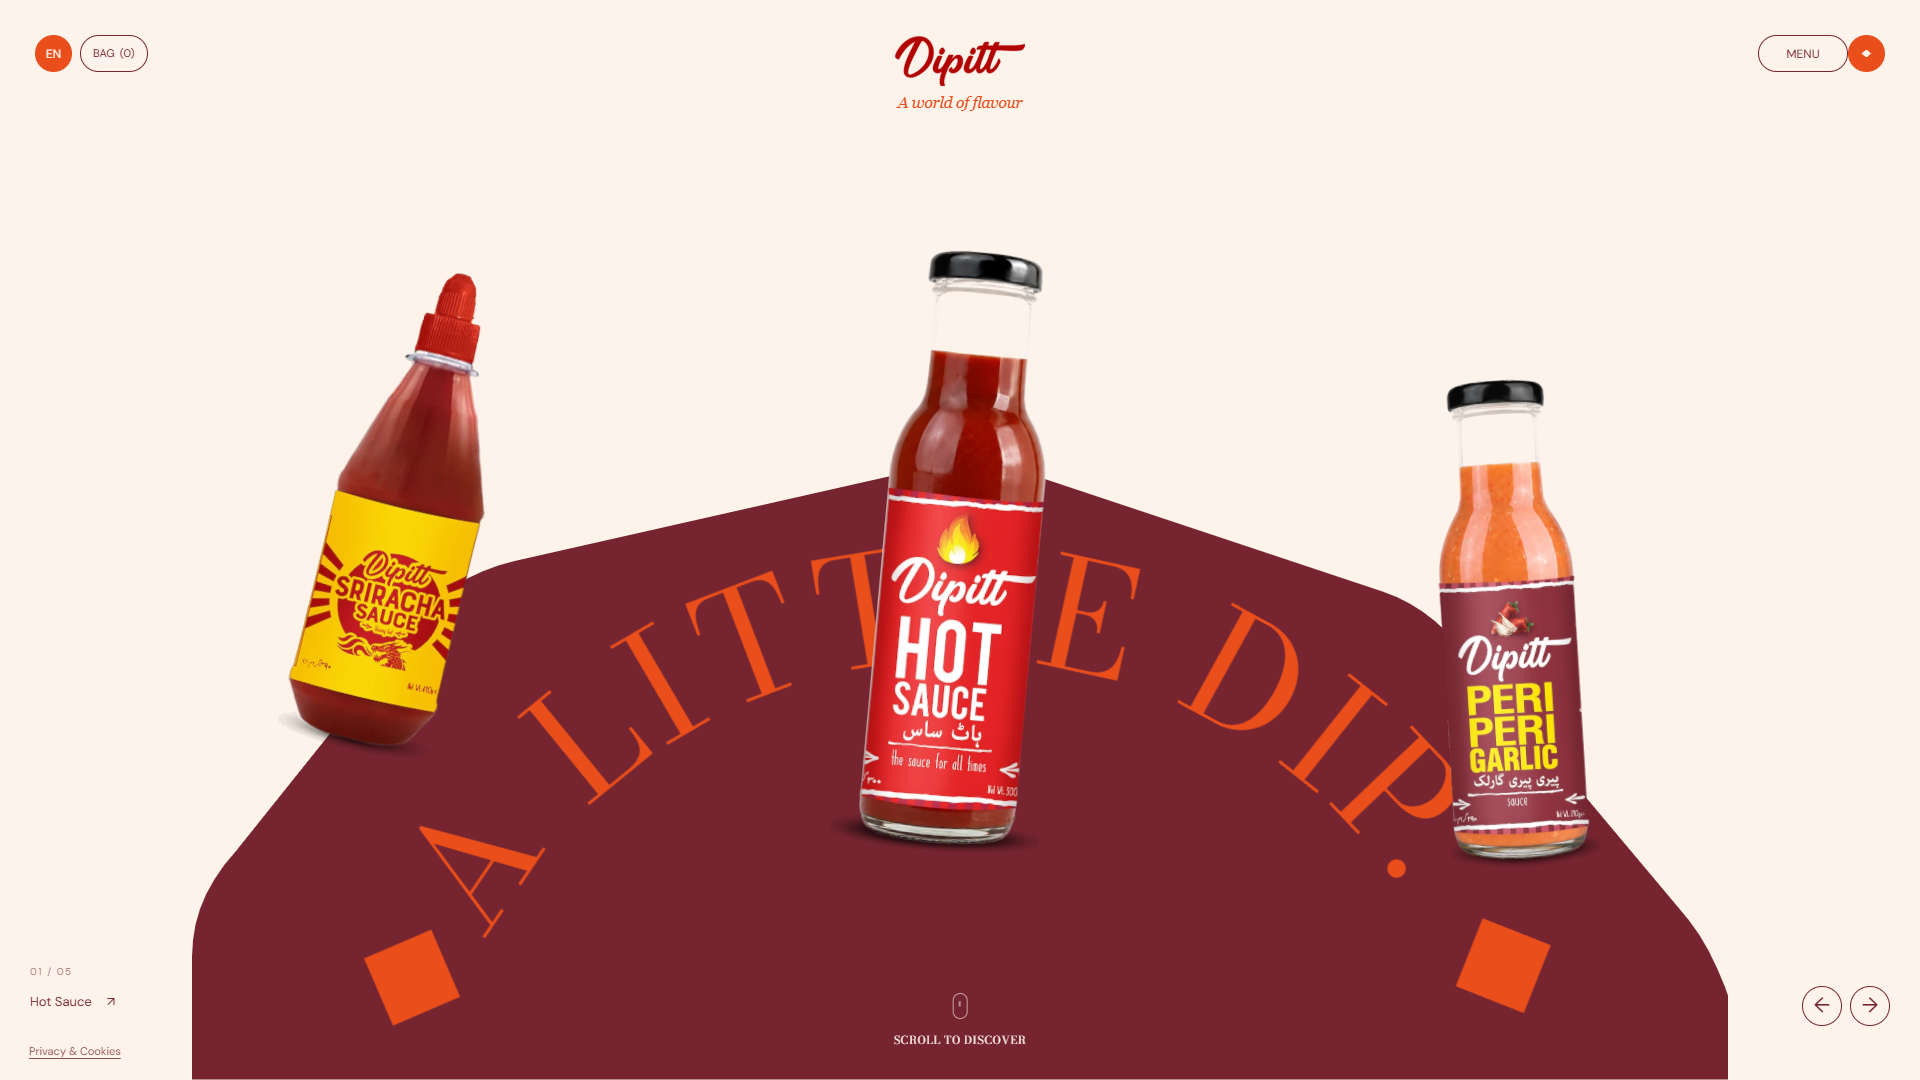 EN
BAG (0)
Dipitt
A world of flavour
MENU
A LITTLE DIP.
Dipitt
SRIRACHA
SAUCE
Dipitt
HOT
SAUCE
ہاٹ ساس
the sauce for all times
Dipitt
PERI
PERI
GARLIC
پیری پیری گارلک
sauce
01 / 05
Hot Sauce
Privacy & Cookies
SCROLL TO DISCOVER